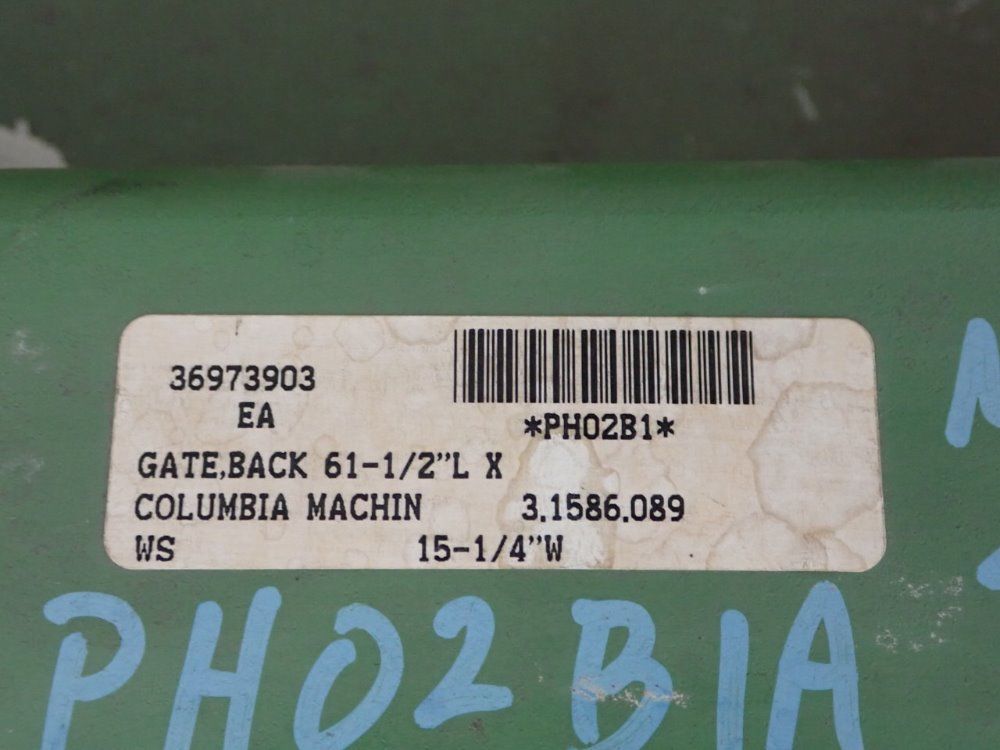 36973903
EA
*PH02B1*
GATE,BACK 61-1/2"L X
COLUMBIA MACHIN 3.1586.089
WS 15-1/4"W
PH02B1A